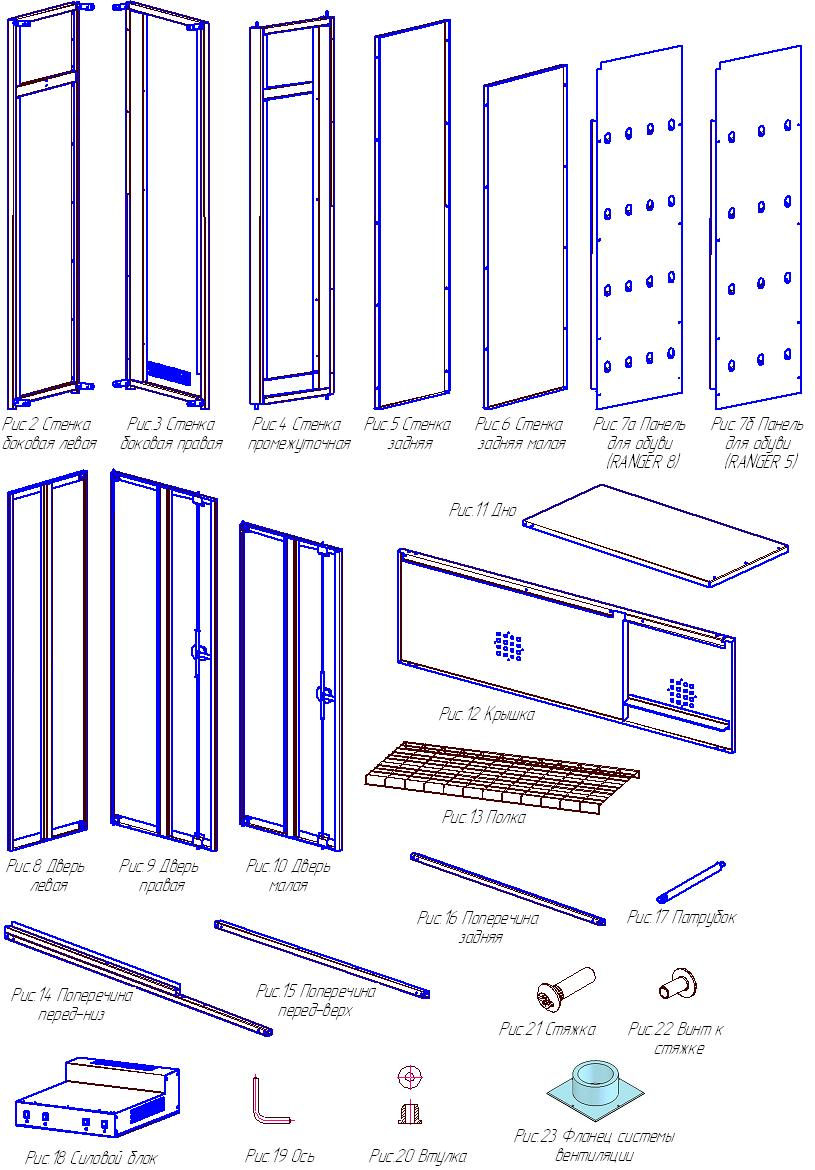 Рис.2 Стенка
боковая левая
Рис.3 Стенка
боковая правая
Рис.4 Стенка
промежуточная
Рис.5 Стенка
задняя
Рис.6 Стенка
задняя малая
Рис.7а Панель
для обуви
(RANGER 8)
Рис.7б Панель
для обуви
(RANGER 5)
Рис.11 Дно
Рис.12 Крышка
Рис.13 Полка
Рис.8 Дверь
левая
Рис.9 Дверь
правая
Рис.10 Дверь
малая
Рис.16 Поперечина
задняя
Рис.17 Патрубок
Рис.14 Поперечина
перед-низ
Рис.15 Поперечина
перед-верх
Рис.21 Стяжка
Рис.22 Винт к
стяжке
Рис.18 Силовой блок
Рис.19 Ось
Рис.20 Втулка
Рис.23 Фланец системы
вентиляции